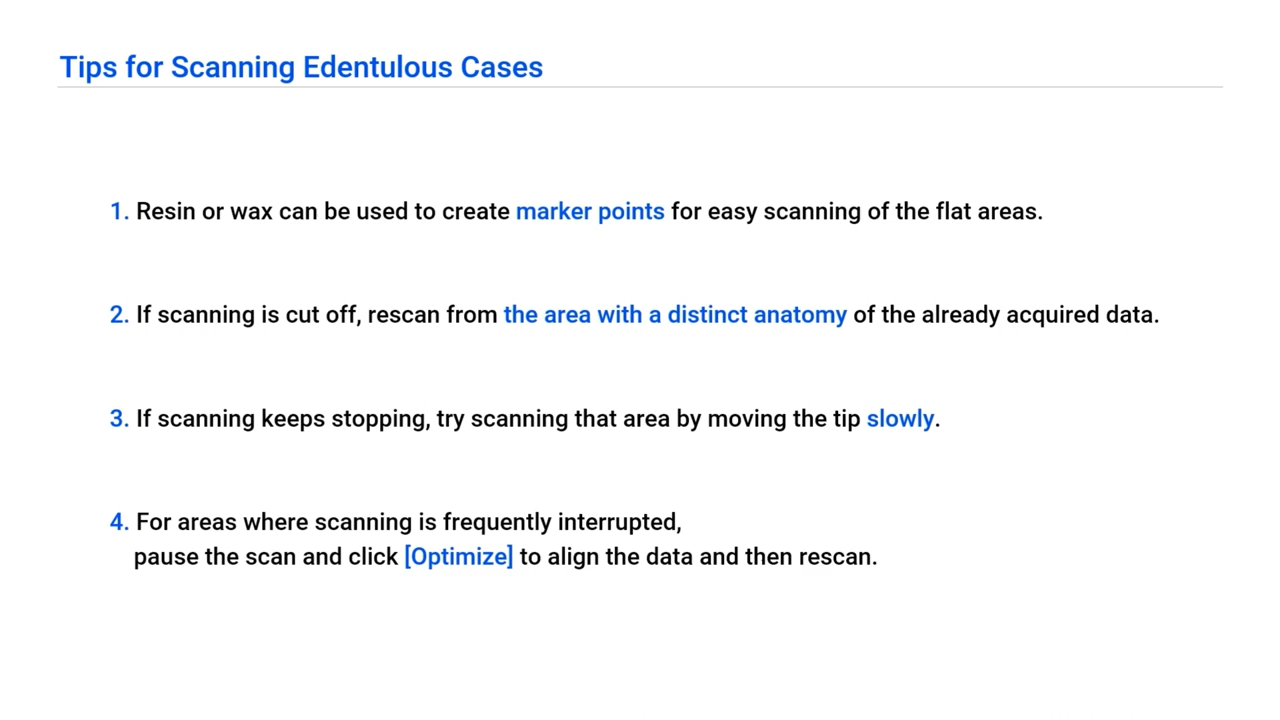 Tips for Scanning Edentulous Cases
1. Resin or wax can be used to create marker points for easy scanning of the flat areas.
2. If scanning is cut off, rescan from the area with a distinct anatomy of the already acquired data.
3. If scanning keeps stopping, try scanning that area by moving the tip slowly.
4. For areas where scanning is frequently interrupted,
pause the scan and click [Optimize] to align the data and then rescan.